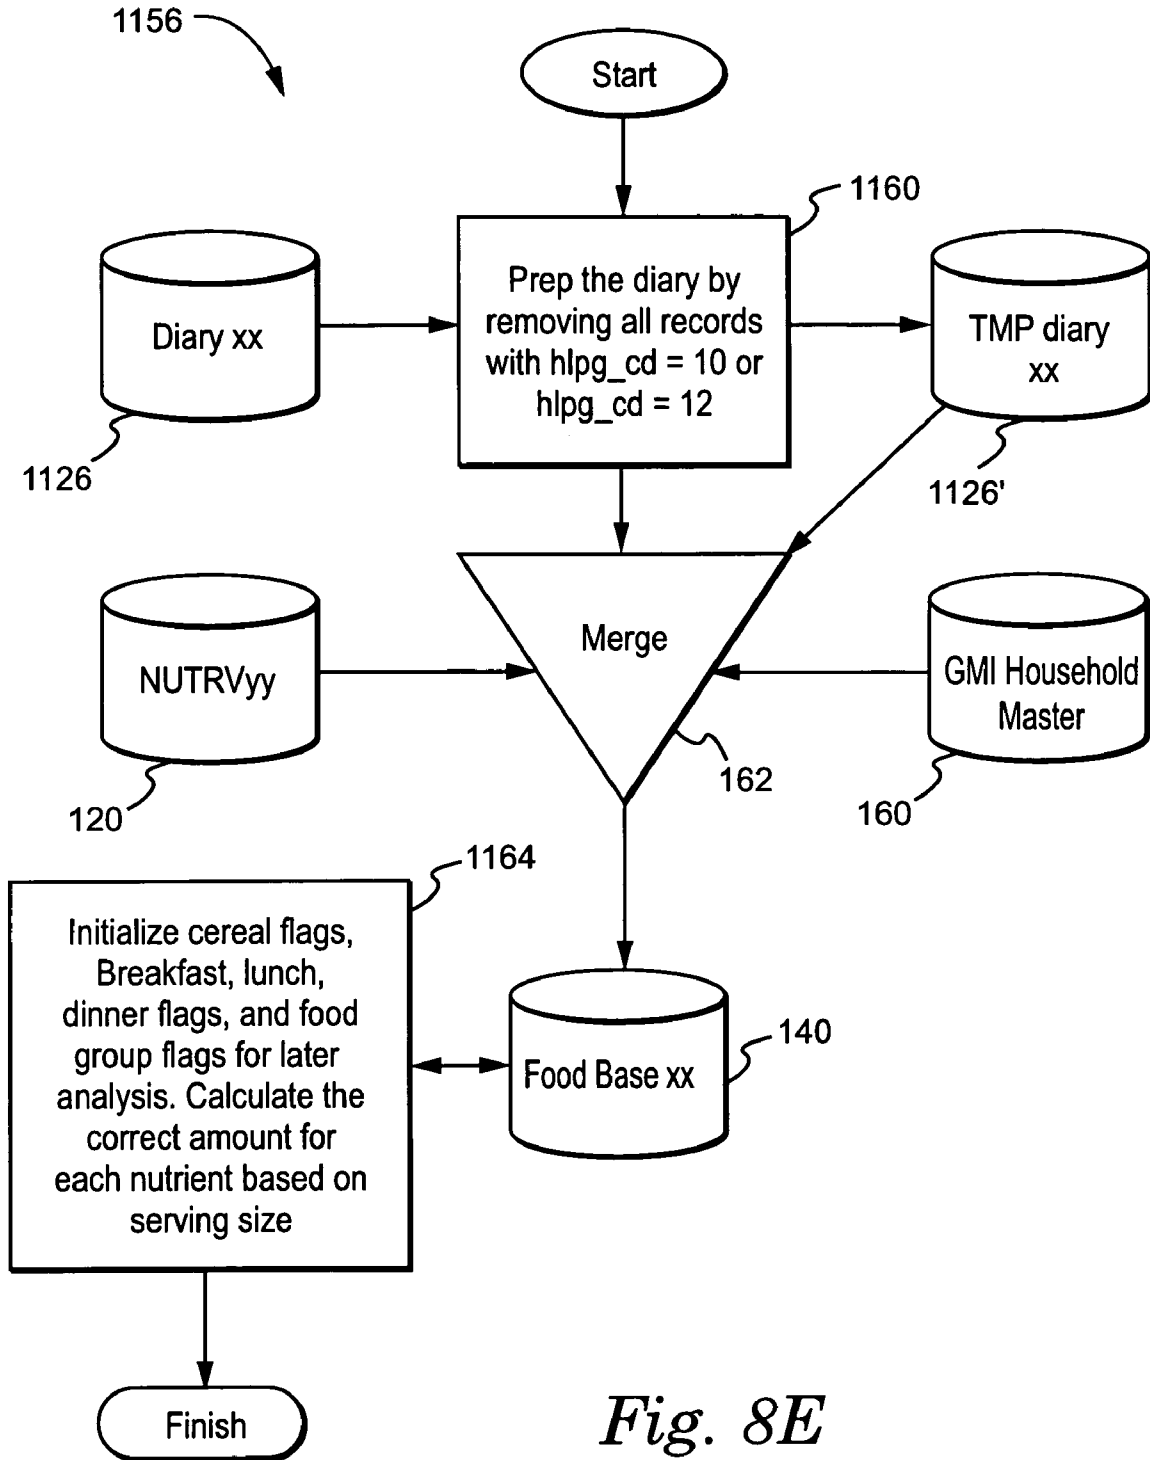 1156
Start
1160
Prep the diary by
removing all records
with hlpg_cd = 10 or
hlpg_cd = 12
Diary xx
1126
TMP diary
xx
1126'
Merge
162
NUTRVyy
120
GMI Household
Master
160
1164
Initialize cereal flags,
Breakfast, lunch,
dinner flags, and food
group flags for later
analysis. Calculate the
correct amount for
each nutrient based on
serving size
Food Base xx
140
Finish
Fig. 8E